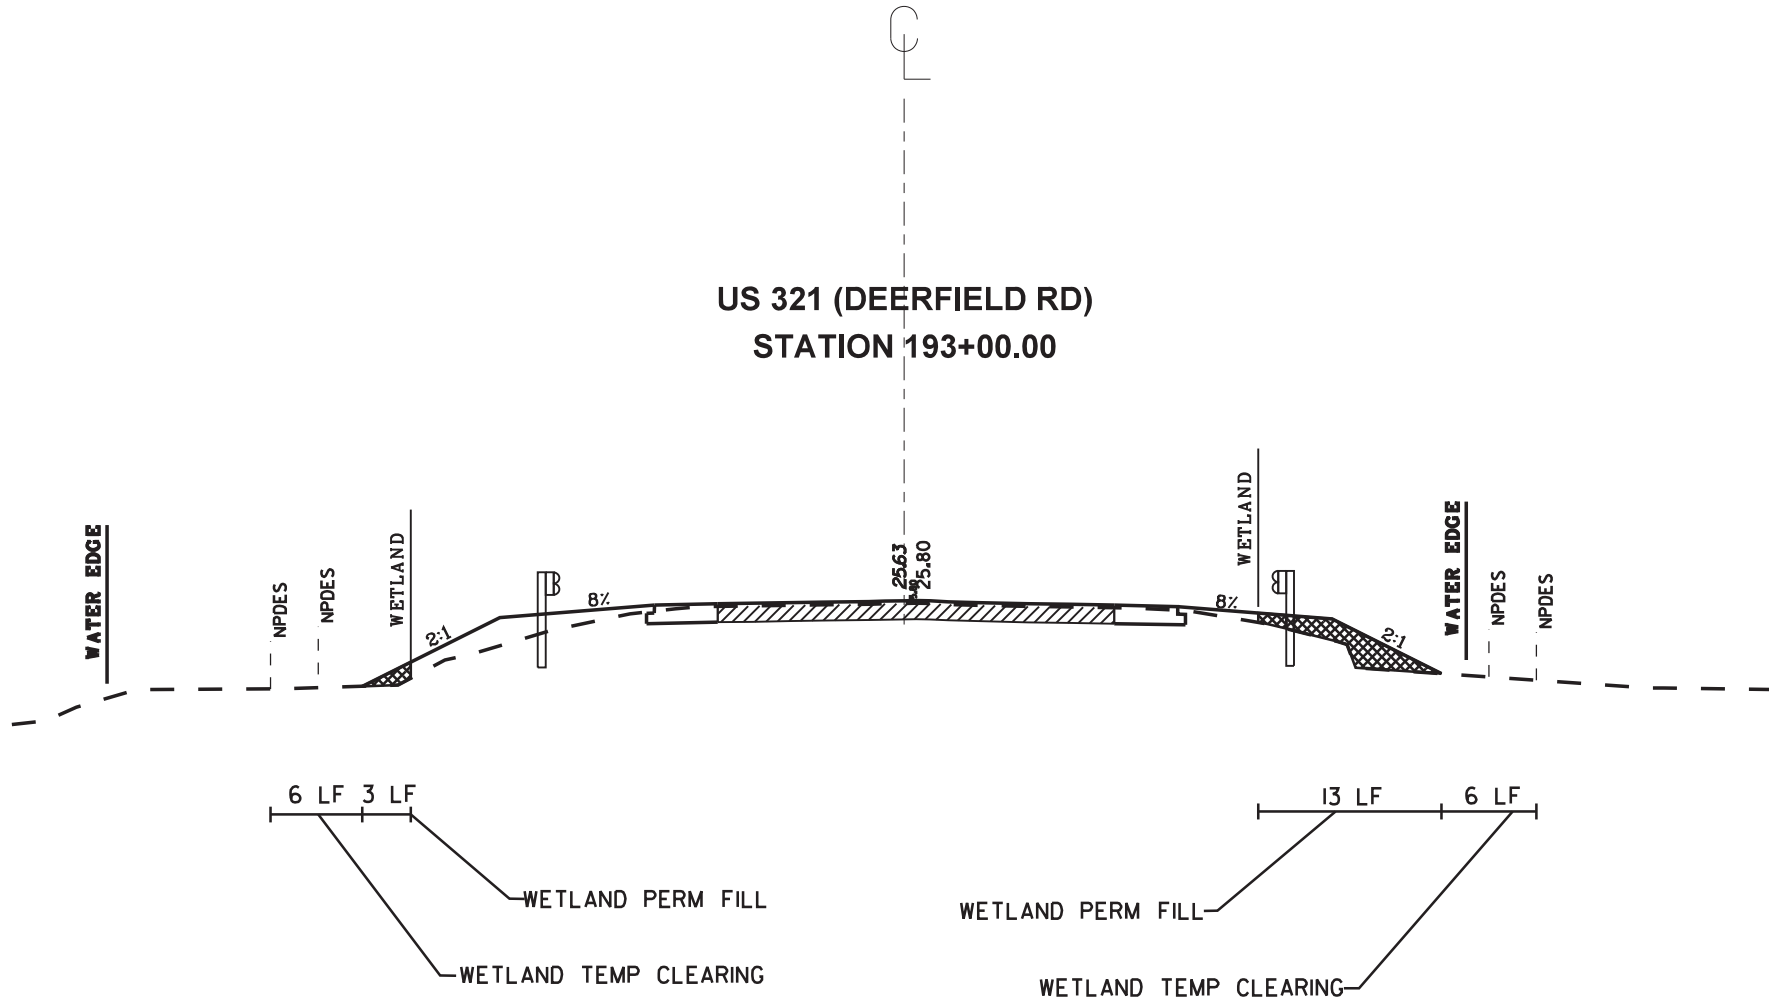 CL
US 321 (DEERFIELD RD)
STATION 193+00.00
WATER EDGE
NPDES
NPDES
WETLAND
2:1
8%
25.63
25.80
8%
WETLAND
2:1
WATER EDGE
NPDES
NPDES
6 LF
3 LF
13 LF
6 LF
WETLAND PERM FILL
WETLAND PERM FILL
WETLAND TEMP CLEARING
WETLAND TEMP CLEARING